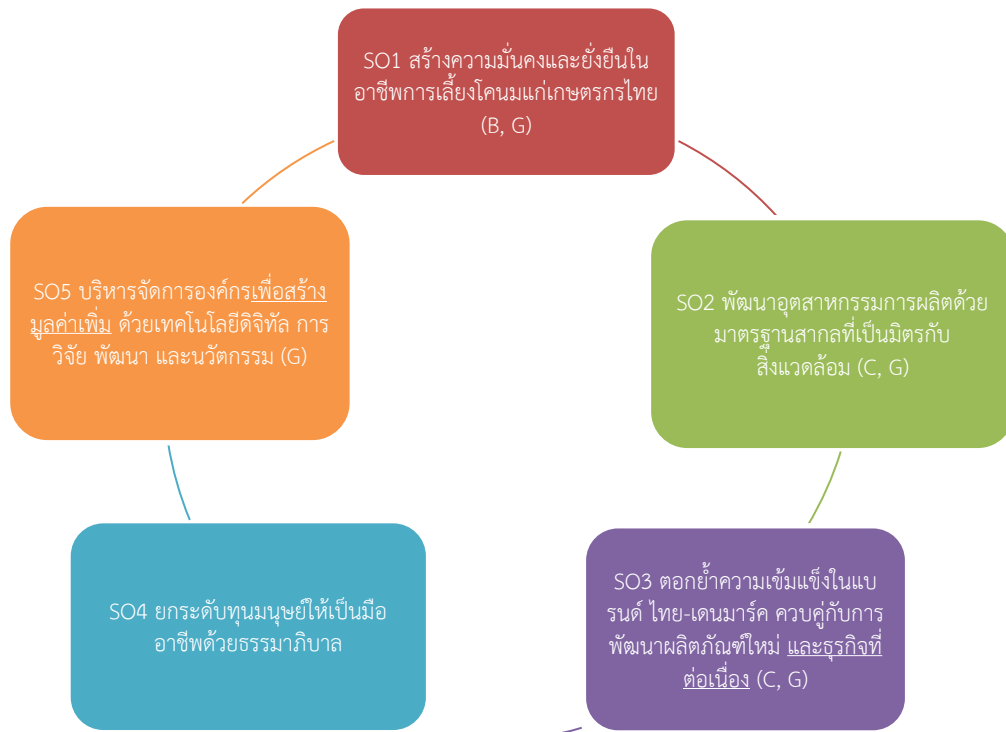 SO1 สร้างความมั่นคงและยั่งยืนใน
อาชีพการเลี้ยงโคนมแก่เกษตรกรไทย
(B, G)
SO2 พัฒนาอุตสาหกรรมการผลิตด้วย
มาตรฐานสากลที่เป็นมิตรกับ
สิ่งแวดล้อม (C, G)
SO3 ตอกย้ำความเข้มแข็งในแบ
รนด์ ไทย-เดนมาร์ค ควบคู่กับการ
พัฒนาผลิตภัณฑ์ใหม่ และธุรกิจที่
ต่อเนื่อง (C, G)
SO4 ยกระดับทุนมนุษย์ให้เป็นมือ
อาชีพด้วยธรรมาภิบาล
SO5 บริหารจัดการองค์กรเพื่อสร้าง
มูลค่าเพิ่ม ด้วยเทคโนโลยีดิจิทัล การ
วิจัย พัฒนา และนวัตกรรม (G)